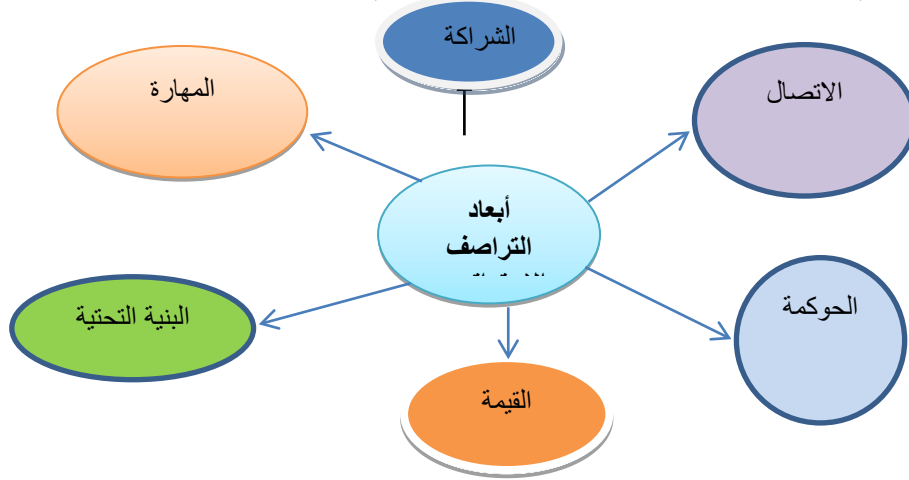 الشراكة
الاتصال
المهارة
أبعاد
التراصف
الحوكمة
البنية التحتية
القيمة